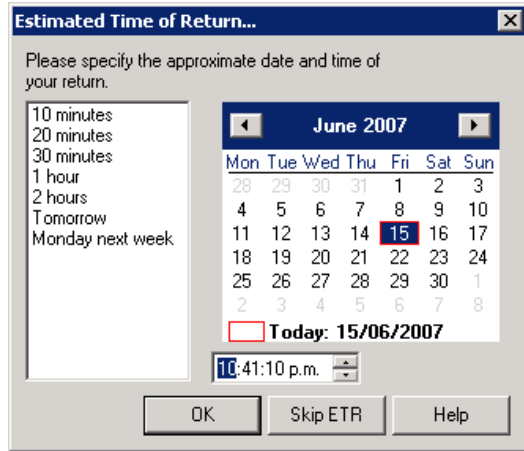 Estimated Time of Return...
Please specify the approximate date and time of
your return.
10 minutes
20 minutes
30 minutes
1 hour
2 hours
Tomorrow
Monday next week
June 2007
Mon Tue Wed Thu Fri Sat Sun
28 29 30 31 1 2 3
4 5 6 7 8 9 10
11 12 13 14 15 16 17
18 19 20 21 22 23 24
25 26 27 28 29 30 1
2 3 4 5 6 7 8
Today: 15/06/2007
10:41:10 p.m.
OK Skip ETR Help